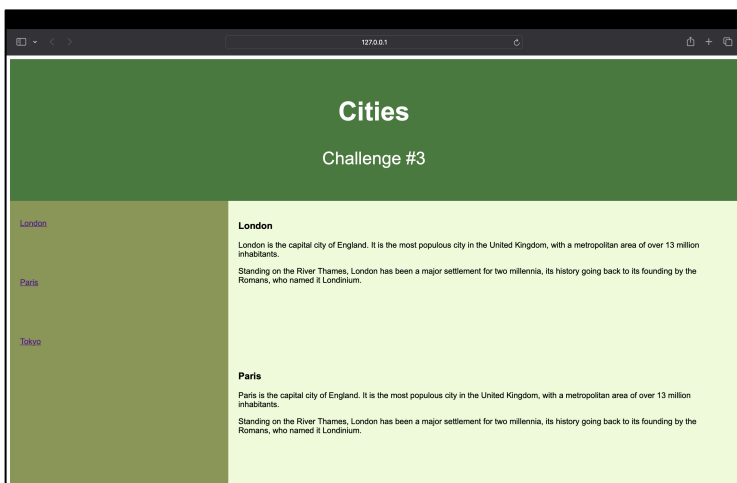 127.0.0.1
Cities
Challenge #3
London
Paris
Tokyo
London
London is the capital city of England. It is the most populous city in the United Kingdom, with a metropolitan area of over 13 million
inhabitants.
Standing on the River Thames, London has been a major settlement for two millennia, its history going back to its founding by the
Romans, who named it Londinium.
Paris
Paris is the capital city of England. It is the most populous city in the United Kingdom, with a metropolitan area of over 13 million
inhabitants.
Standing on the River Thames, London has been a major settlement for two millennia, its history going back to its founding by the
Romans, who named it Londinium.